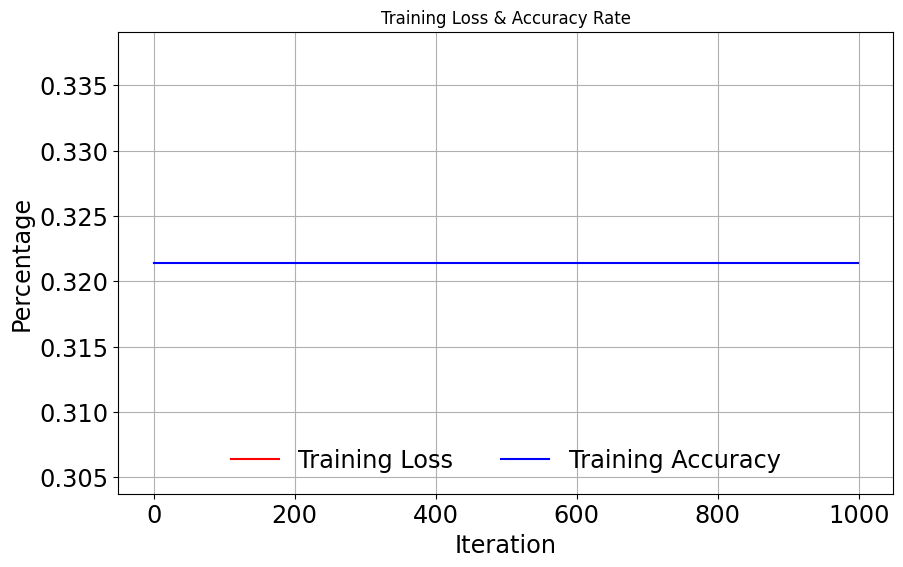 Training Loss & Accuracy Rate
Percentage
0.335
0.330
0.325
0.320
0.315
0.310
0.305
Training Loss Training Accuracy
0 200 400 600 800 1000
Iteration